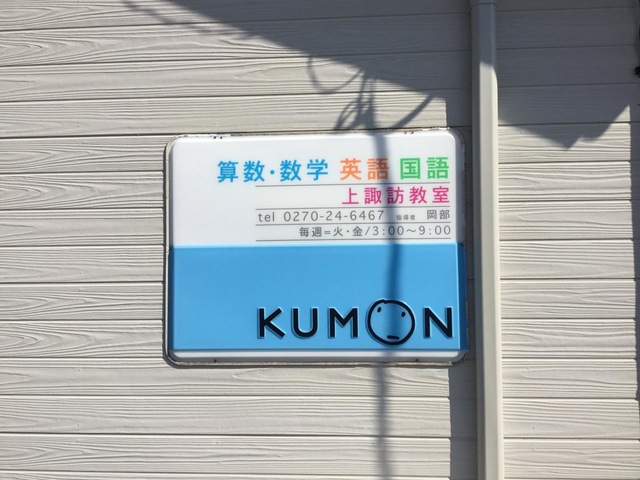 算数・数学 英語 国語
上諏訪教室
tel 0270-24-6467 指導者 岡部
毎週=火・金/3:00〜9:00
KUMON